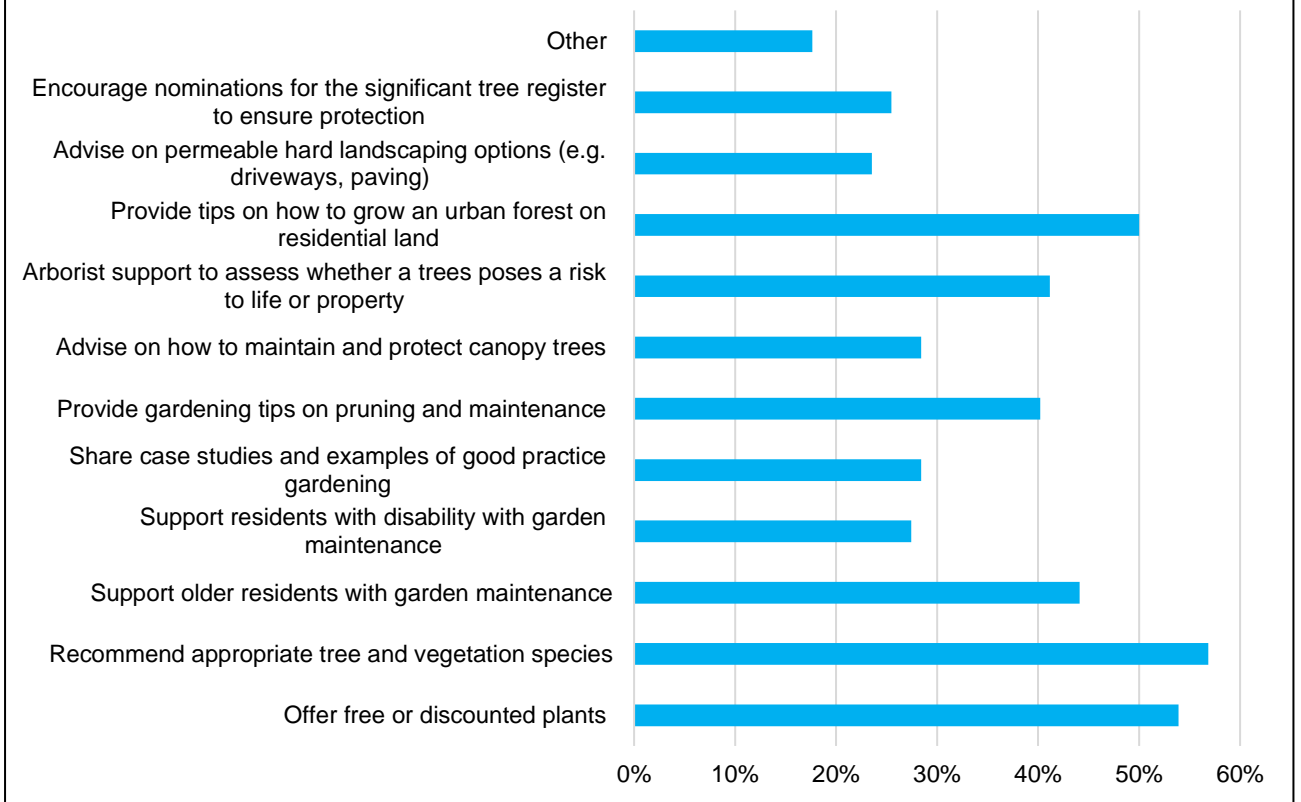 Other
Encourage nominations for the significant tree register
to ensure protection
Advise on permeable hard landscaping options (e.g.
driveways, paving)
Provide tips on how to grow an urban forest on
residential land
Arborist support to assess whether a trees poses a risk
to life or property
Advise on how to maintain and protect canopy trees
Provide gardening tips on pruning and maintenance
Share case studies and examples of good practice
gardening
Support residents with disability with garden
maintenance
Support older residents with garden maintenance
Recommend appropriate tree and vegetation species
Offer free or discounted plants
0% 10% 20% 30% 40% 50% 60%